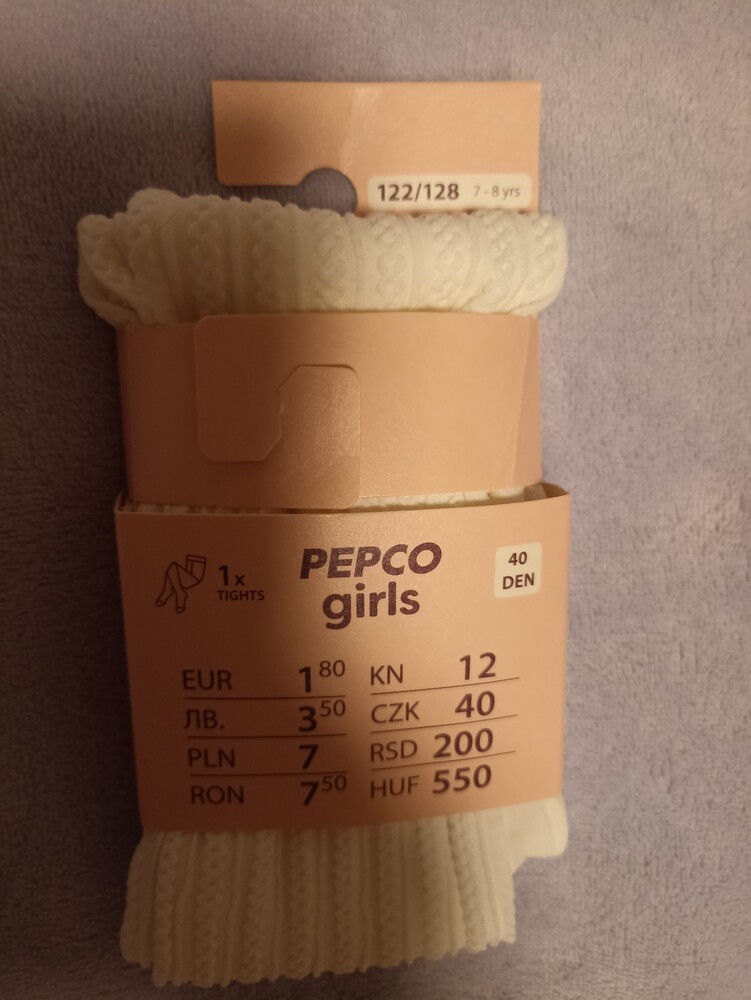 122/128 7 - 8 yrs
1x
TIGHTS
PEPCO
girls
40
DEN
EUR 1 80
ЛВ. 3 50
PLN 7
RON 7 50
KN 12
CZK 40
RSD 200
HUF 550